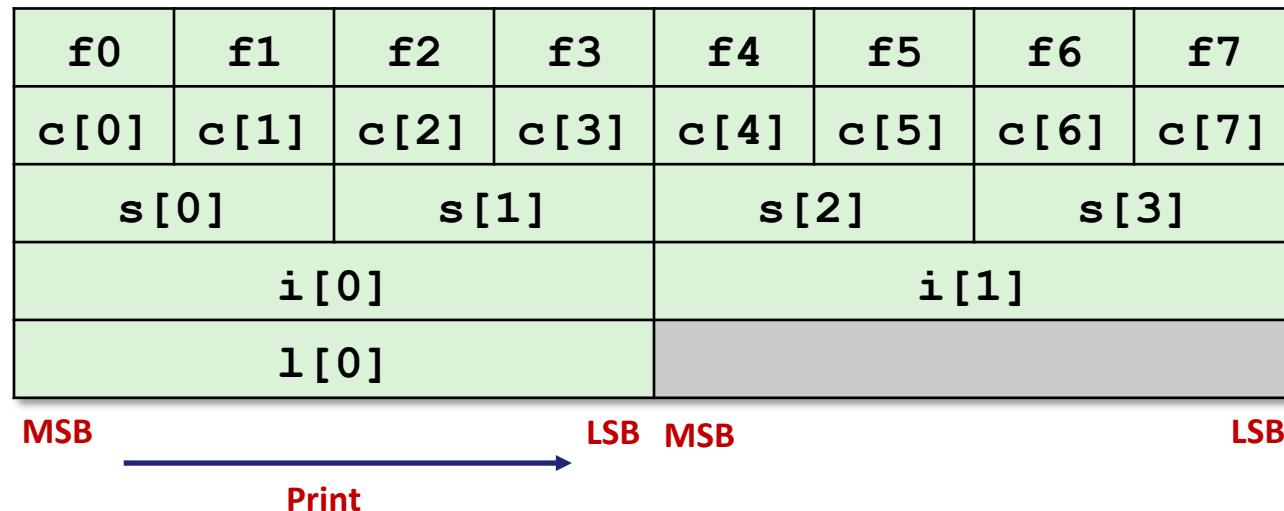 f0 f1 f2 f3 f4 f5 f6 f7
c[0] c[1] c[2] c[3] c[4] c[5] c[6] c[7]
s[0] s[1] s[2] s[3]
i[0] i[1]
l[0]
MSB LSB MSB LSB
Print